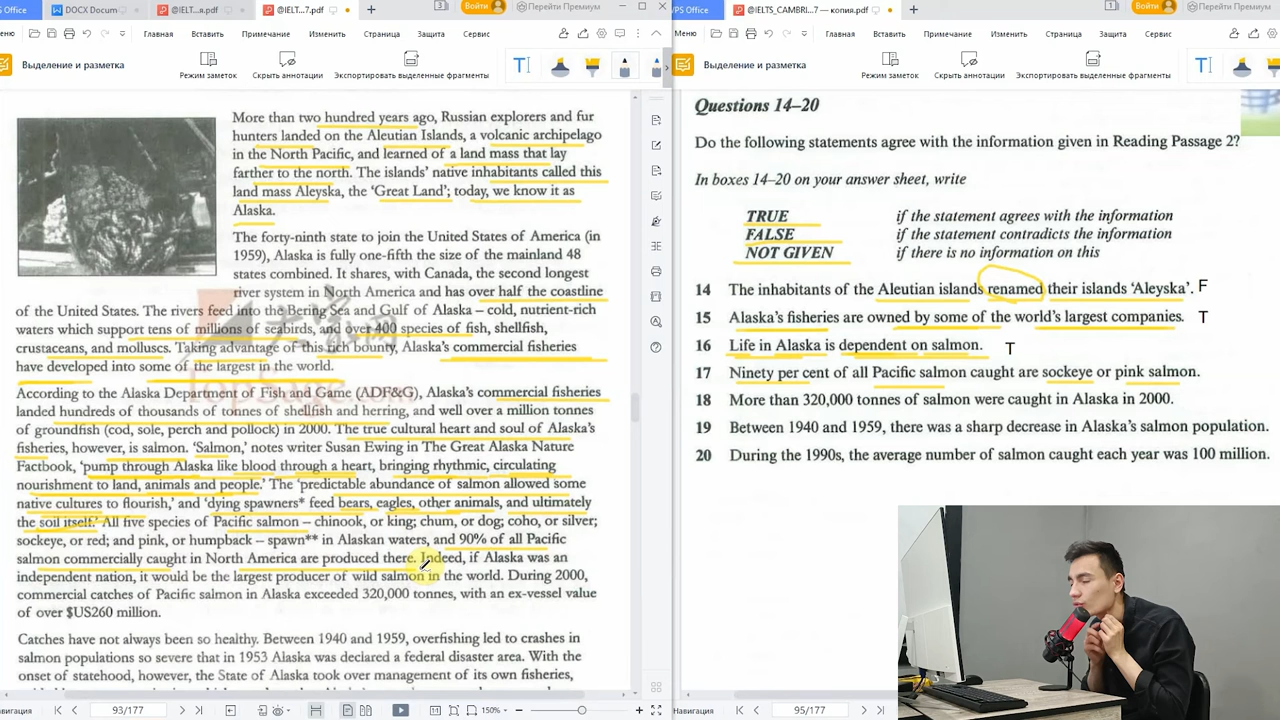 PS Office
DOCX Docum
@IELT...я.pdf
@IELT...7.pdf
Войти
Перейти Премиум
Меню
Главная
Вставить
Примечание
Изменить
Страница
Защита
Сервис
Выделение и разметка
Режим заметок
Скрыть аннотации
Экспортировать выделенные фрагменты
More than two hundred years ago, Russian explorers and fur
hunters landed on the Aleutian Islands, a volcanic archipelago
in the North Pacific, and learned of a land mass that lay
farther to the north. The islands' native inhabitants called this
land mass Aleyska, the 'Great Land'; today, we know it as
Alaska.
The forty-ninth state to join the United States of America (in
1959), Alaska is fully one-fifth the size of the mainland 48
states combined. It shares, with Canada, the second longest
river system in North America and has over half the coastline
of the United States. The rivers feed into the Bering Sea and Gulf of Alaska – cold, nutrient-rich
waters which support tens of millions of seabirds, and over 400 species of fish, shellfish,
crustaceans, and molluscs. Taking advantage of this rich bounty, Alaska's commercial fisheries
have developed into some of the largest in the world.
According to the Alaska Department of Fish and Game (ADF&G), Alaska's commercial fisheries
landed hundreds of thousands of tonnes of shellfish and herring, and well over a million tonnes
of groundfish (cod, sole, perch and pollock) in 2000. The true cultural heart and soul of Alaska's
fisheries, however, is salmon. 'Salmon,' notes writer Susan Ewing in The Great Alaska Nature
Factbook, 'pump through Alaska like blood through a heart, bringing rhythmic, circulating
nourishment to land, animals and people.' The 'predictable abundance of salmon allowed some
native cultures to flourish,' and 'dying spawners* feed bears, eagles, other animals, and ultimately
the soil itself.' All five species of Pacific salmon – chinook, or king; chum, or dog; coho, or silver;
sockeye, or red; and pink, or humpback – spawn** in Alaskan waters, and 90% of all Pacific
salmon commercially caught in North America are produced there. Indeed, if Alaska was an
independent nation, it would be the largest producer of wild salmon in the world. During 2000,
commercial catches of Pacific salmon in Alaska exceeded 320,000 tonnes, with an ex-vessel value
of over $US260 million.
Catches have not always been so healthy. Between 1940 and 1959, overfishing led to crashes in
salmon populations so severe that in 1953 Alaska was declared a federal disaster area. With the
onset of statehood, however, the State of Alaska took over management of its own fisheries,
TopSage.com
авигация
93/177
150%
PS Office
@IELTS_CAMBRI...7 — копия.pdf
Войти
Перейти Премиум
Меню
Главная
Вставить
Примечание
Изменить
Страница
Защита
Сервис
Выделение и разметка
Режим заметок
Скрыть аннотации
Экспортировать выделенные фрагменты
Questions 14–20
Do the following statements agree with the information given in Reading Passage 2?
In boxes 14–20 on your answer sheet, write
TRUE if the statement agrees with the information
FALSE if the statement contradicts the information
NOT GIVEN if there is no information on this
14 The inhabitants of the Aleutian islands renamed their islands 'Aleyska'. F
15 Alaska's fisheries are owned by some of the world's largest companies. T
16 Life in Alaska is dependent on salmon. T
17 Ninety per cent of all Pacific salmon caught are sockeye or pink salmon.
18 More than 320,000 tonnes of salmon were caught in Alaska in 2000.
19 Between 1940 and 1959, there was a sharp decrease in Alaska's salmon population.
20 During the 1990s, the average number of salmon caught each year was 100 million.
Навигация
95/177